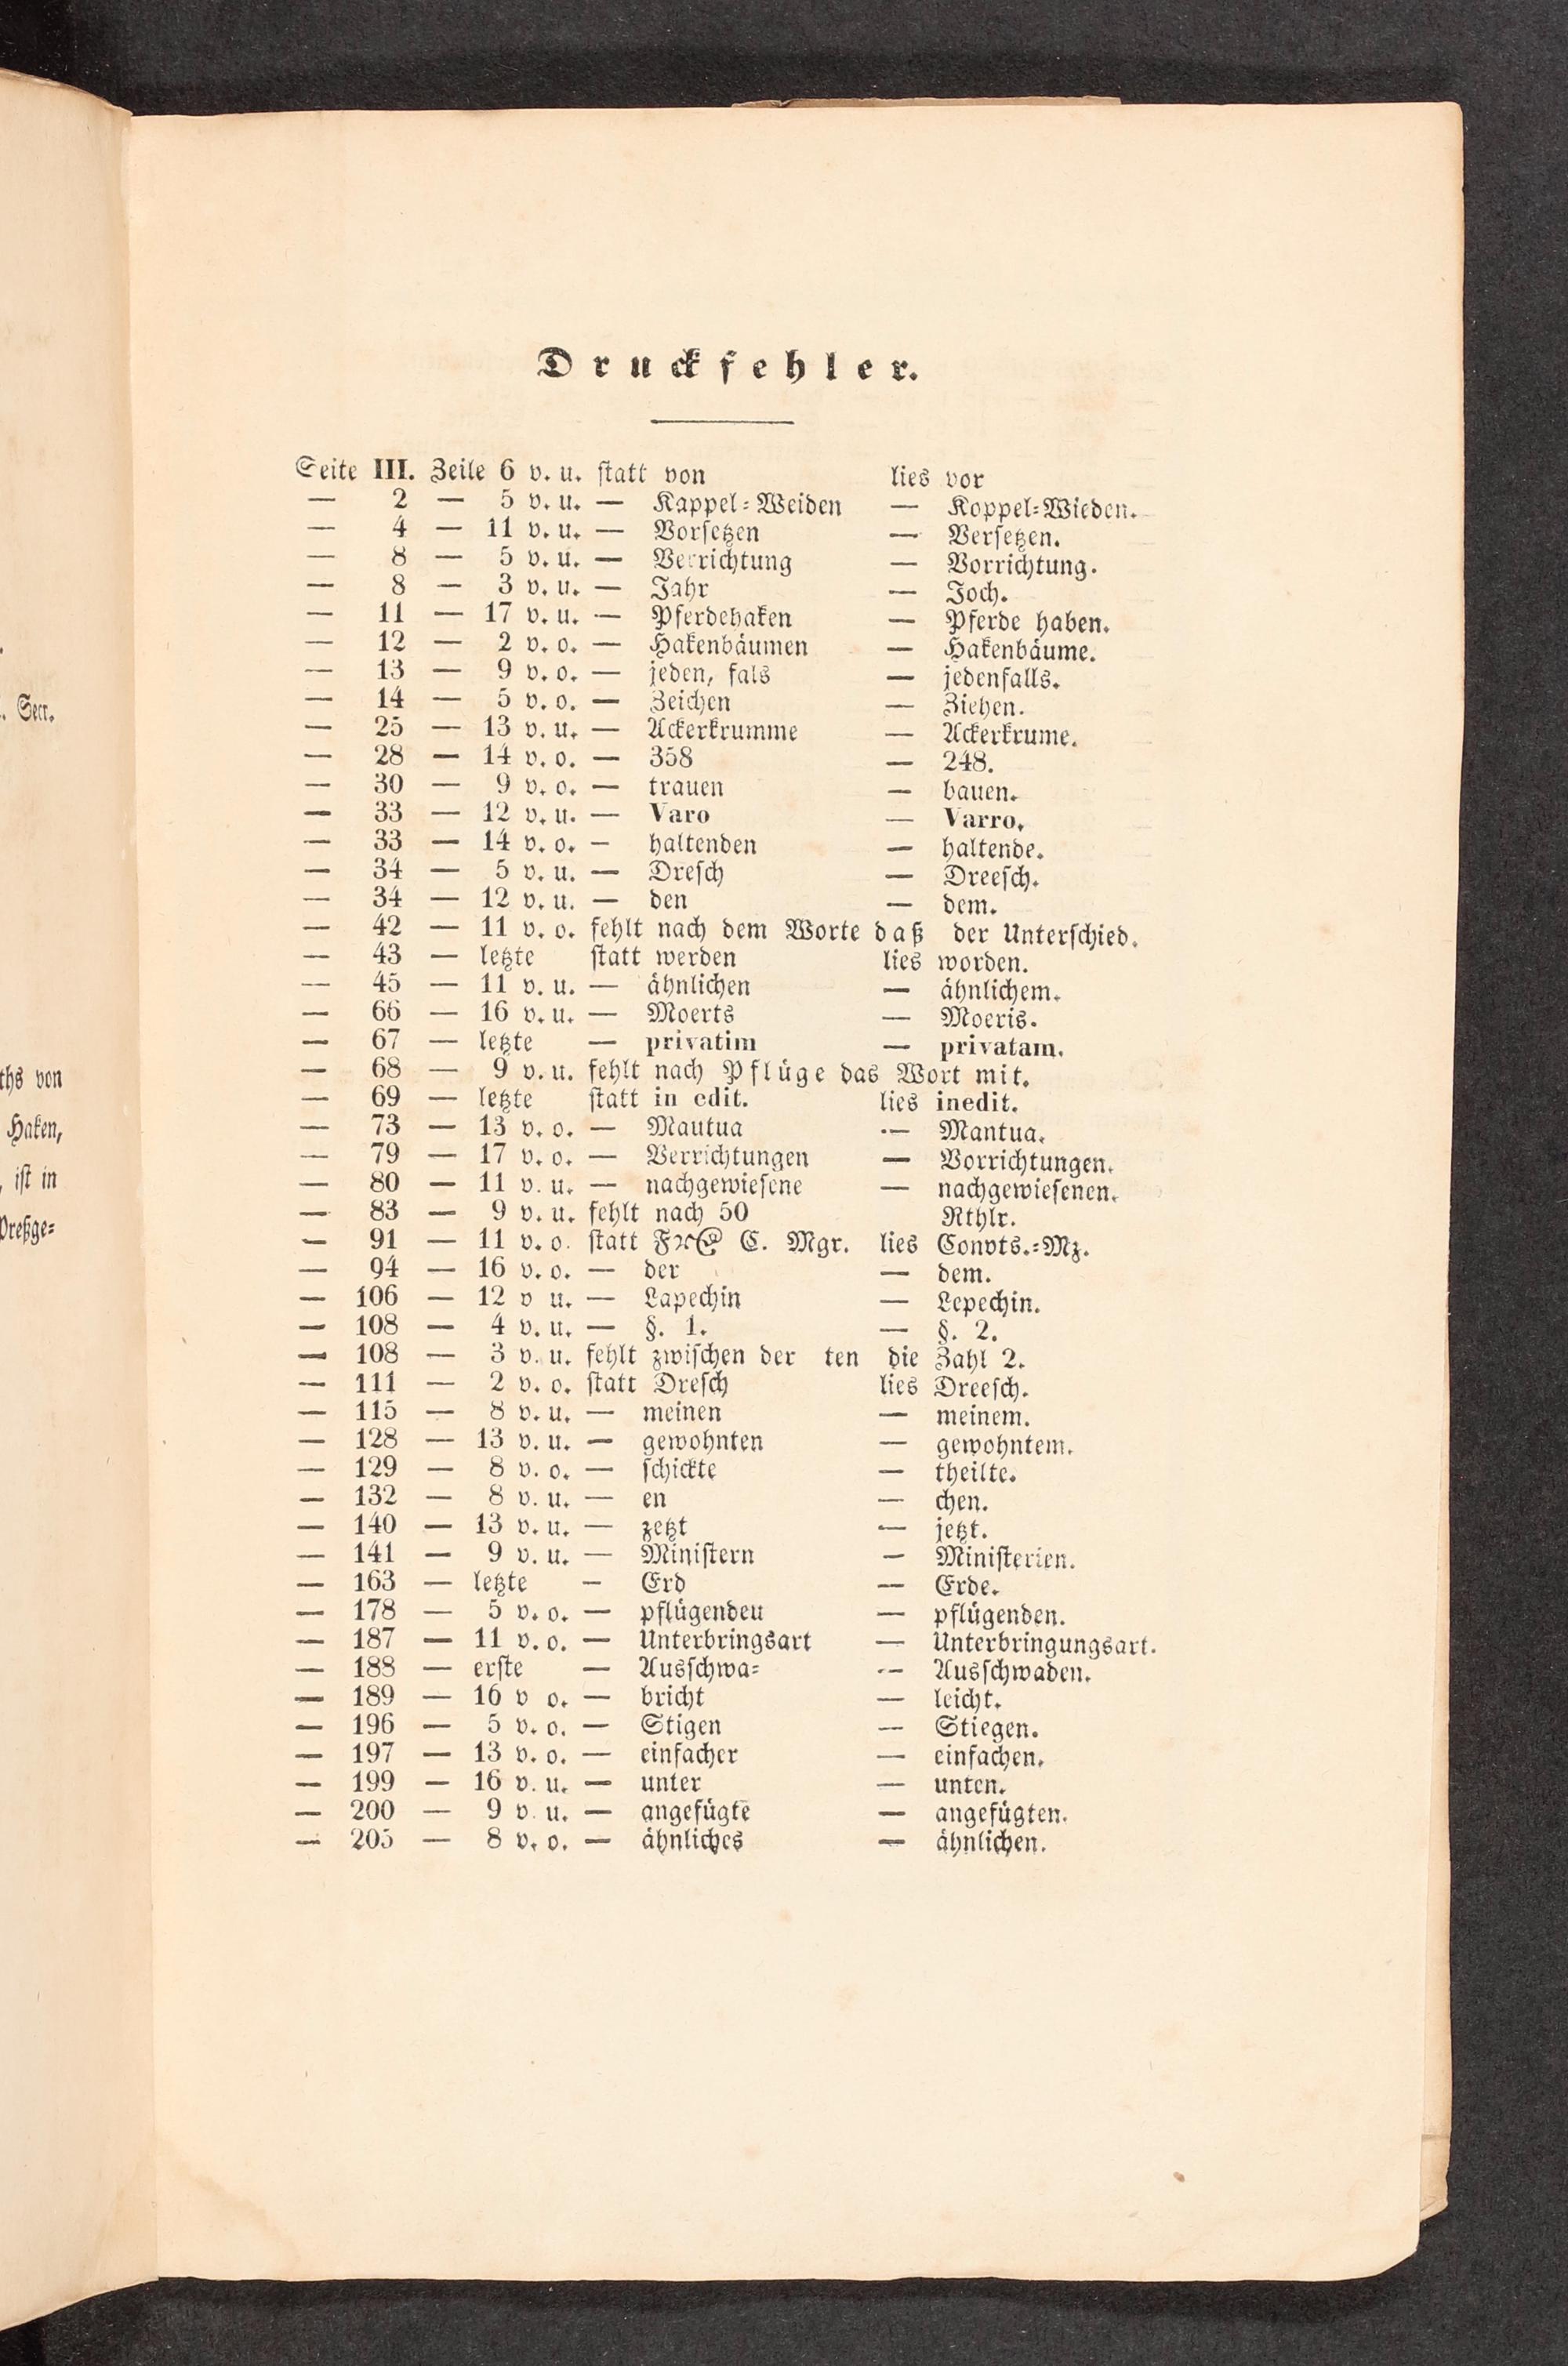 . Secr.
ths von
Haken,
, ist in
Preßge=
Druckfehler.
Seite III. Zeile 6 v. u. statt von lies vor
— 2 — 5 v. u. — Kappel=Weiden — Koppel=Wieden.
— 4 — 11 v. u. — Vorsetzen — Versetzen.
— 8 — 5 v. u. — Verrichtung — Vorrichtung.
— 8 — 3 v. u. — Jahr — Joch.
— 11 — 17 v. u. — Pferdehaken — Pferde haben.
— 12 — 2 v. o. — Hakenbäumen — Hakenbäume.
— 13 — 9 v. o. — jeden, fals — jedenfalls.
— 14 — 5 v. o. — Zeichen — Ziehen.
— 25 — 13 v. u. — Ackerkrumme — Ackerkrume.
— 28 — 14 v. o. — 358 — 248.
— 30 — 9 v. o. — trauen — bauen.
— 33 — 12 v. u. — Varo — Varro.
— 33 — 14 v. o. — haltenden — haltende.
— 34 — 5 v. u. — Dresch — Dreesch.
— 34 — 12 v. u. — den — dem.
— 42 — 11 v. o. fehlt nach dem Worte daß der Unterschied.
— 43 — letzte statt werden lies worden.
— 45 — 11 v. u. — ähnlichen — ähnlichem.
— 66 — 16 v. u. — Moerts — Moeris.
— 67 — letzte — privatim — privatam.
— 68 — 9 v. u. fehlt nach Pflüge das Wort mit.
— 69 — letzte statt in edit. lies inedit.
— 73 — 13 v. o. — Mautua — Mantua.
— 79 — 17 v. o. — Verrichtungen — Vorrichtungen.
— 80 — 11 v. u. — nachgewiesene — nachgewiesenen.
— 83 — 9 v. u. fehlt nach 50 Rthlr.
— 91 — 11 v. o. statt C. Mgr. lies Convts.=Mz.
— 94 — 16 v. o. — der — dem.
— 106 — 12 v u. — Lapechin — Lepechin.
— 108 — 4 v. u. — §. 1. — §. 2.
— 108 — 3 v. u. fehlt zwischen der ten die Zahl 2.
— 111 — 2 v. o. statt Dresch lies Dreesch.
— 115 — 8 v. u. — meinen — meinem.
— 128 — 13 v. u. — gewohnten — gewohntem.
— 129 — 8 v. o. — schickte — theilte.
— 132 — 8 v. u. — en — chen.
— 140 — 13 v. u. — zetzt — jetzt.
— 141 — 9 v. u. — Ministern — Ministerien.
— 163 — letzte — Erd — Erde.
— 178 — 5 v. o. — pflügendeu — pflügenden.
— 187 — 11 v. o. — Unterbringsart — Unterbringungsart.
— 188 — erste — Ausschwa= — Ausschwaden.
— 189 — 16 v o. — bricht — leicht.
— 196 — 5 v. o. — Stigen — Stiegen.
— 197 — 13 v. o. — einfacher — einfachen.
— 199 — 16 v. u. — unter — unten.
— 200 — 9 v. u. — angefügte — angefügten.
— 205 — 8 v. o. — ähnliches — ähnlichen.